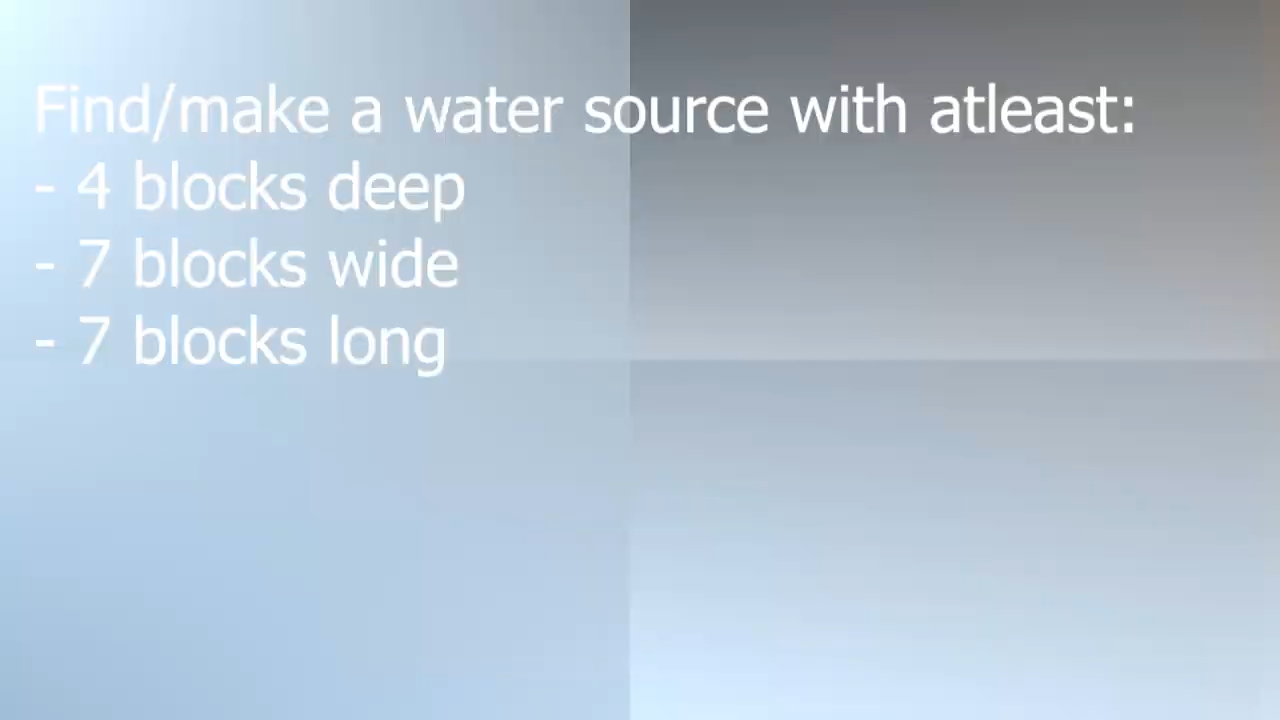 Find/make a water source with atleast:
- 4 blocks deep
- 7 blocks wide
- 7 blocks long